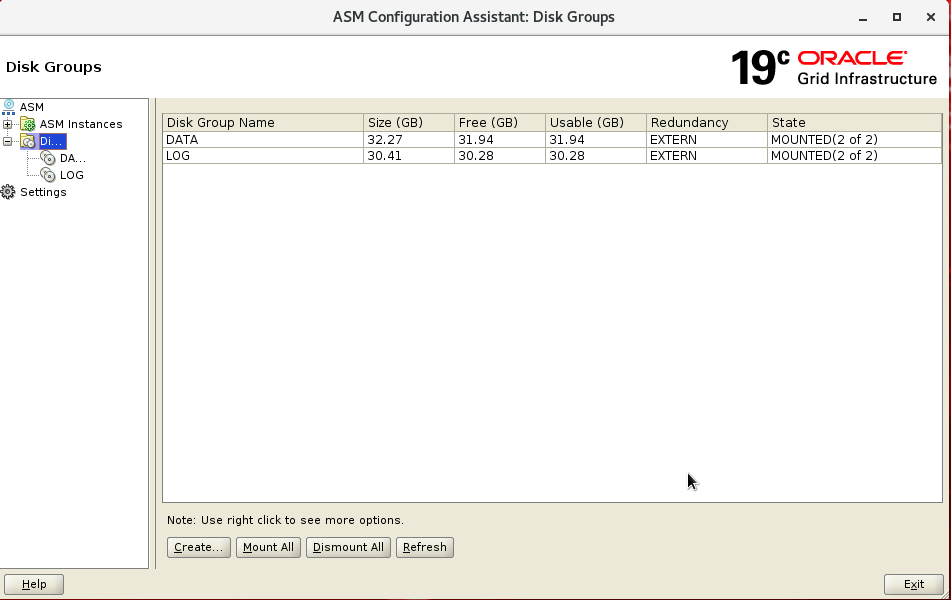 ASM Configuration Assistant: Disk Groups
Disk Groups
19c ORACLE
Grid Infrastructure
ASM
ASM Instances
Di...
DA...
LOG
Settings
Disk Group Name Size (GB) Free (GB) Usable (GB) Redundancy State
DATA 32.27 31.94 31.94 EXTERN MOUNTED(2 of 2)
LOG 30.41 30.28 30.28 EXTERN MOUNTED(2 of 2)
Note: Use right click to see more options.
Create... Mount All Dismount All Refresh
Help Exit